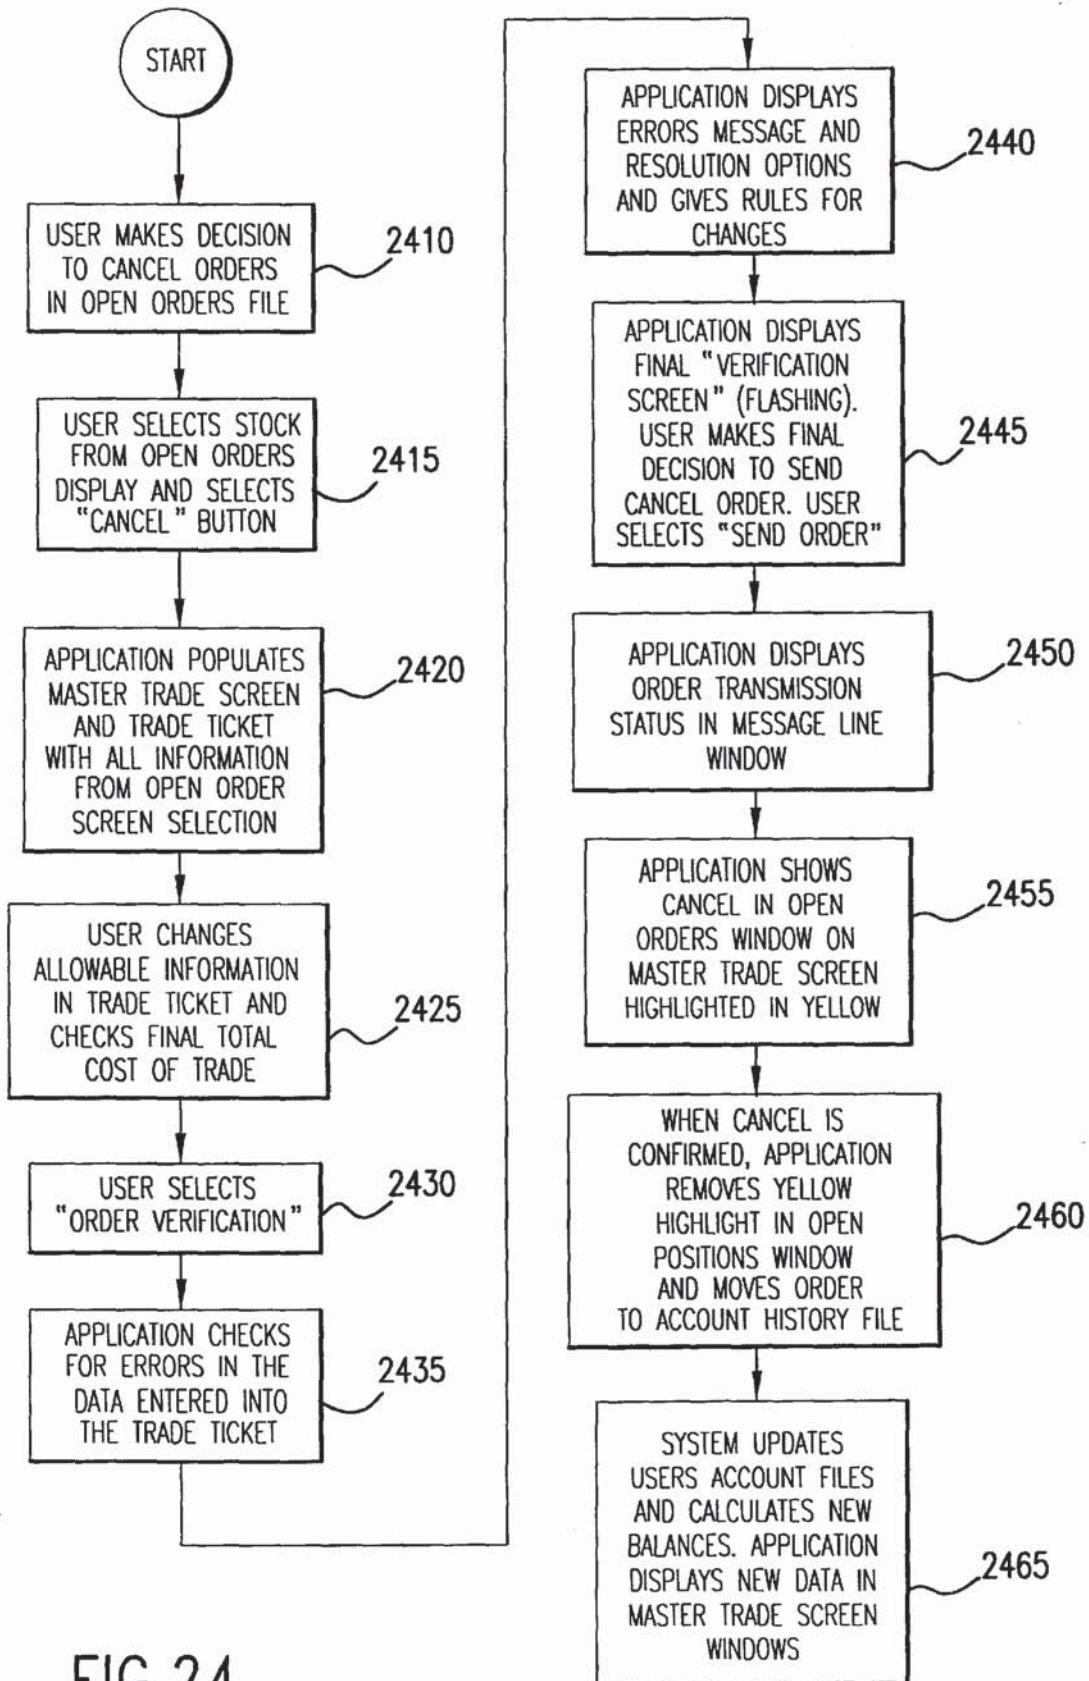 START
USER MAKES DECISION
TO CANCEL ORDERS
IN OPEN ORDERS FILE
2410
USER SELECTS STOCK
FROM OPEN ORDERS
DISPLAY AND SELECTS
"CANCEL" BUTTON
2415
APPLICATION POPULATES
MASTER TRADE SCREEN
AND TRADE TICKET
WITH ALL INFORMATION
FROM OPEN ORDER
SCREEN SELECTION
2420
USER CHANGES
ALLOWABLE INFORMATION
IN TRADE TICKET AND
CHECKS FINAL TOTAL
COST OF TRADE
2425
USER SELECTS
"ORDER VERIFICATION"
2430
APPLICATION CHECKS
FOR ERRORS IN THE
DATA ENTERED INTO
THE TRADE TICKET
2435
APPLICATION DISPLAYS
ERRORS MESSAGE AND
RESOLUTION OPTIONS
AND GIVES RULES FOR
CHANGES
2440
APPLICATION DISPLAYS
FINAL "VERIFICATION
SCREEN" (FLASHING).
USER MAKES FINAL
DECISION TO SEND
CANCEL ORDER. USER
SELECTS "SEND ORDER"
2445
APPLICATION DISPLAYS
ORDER TRANSMISSION
STATUS IN MESSAGE LINE
WINDOW
2450
APPLICATION SHOWS
CANCEL IN OPEN
ORDERS WINDOW ON
MASTER TRADE SCREEN
HIGHLIGHTED IN YELLOW
2455
WHEN CANCEL IS
CONFIRMED, APPLICATION
REMOVES YELLOW
HIGHLIGHT IN OPEN
POSITIONS WINDOW
AND MOVES ORDER
TO ACCOUNT HISTORY FILE
2460
SYSTEM UPDATES
USERS ACCOUNT FILES
AND CALCULATES NEW
BALANCES. APPLICATION
DISPLAYS NEW DATA IN
MASTER TRADE SCREEN
WINDOWS
2465
FIG.24